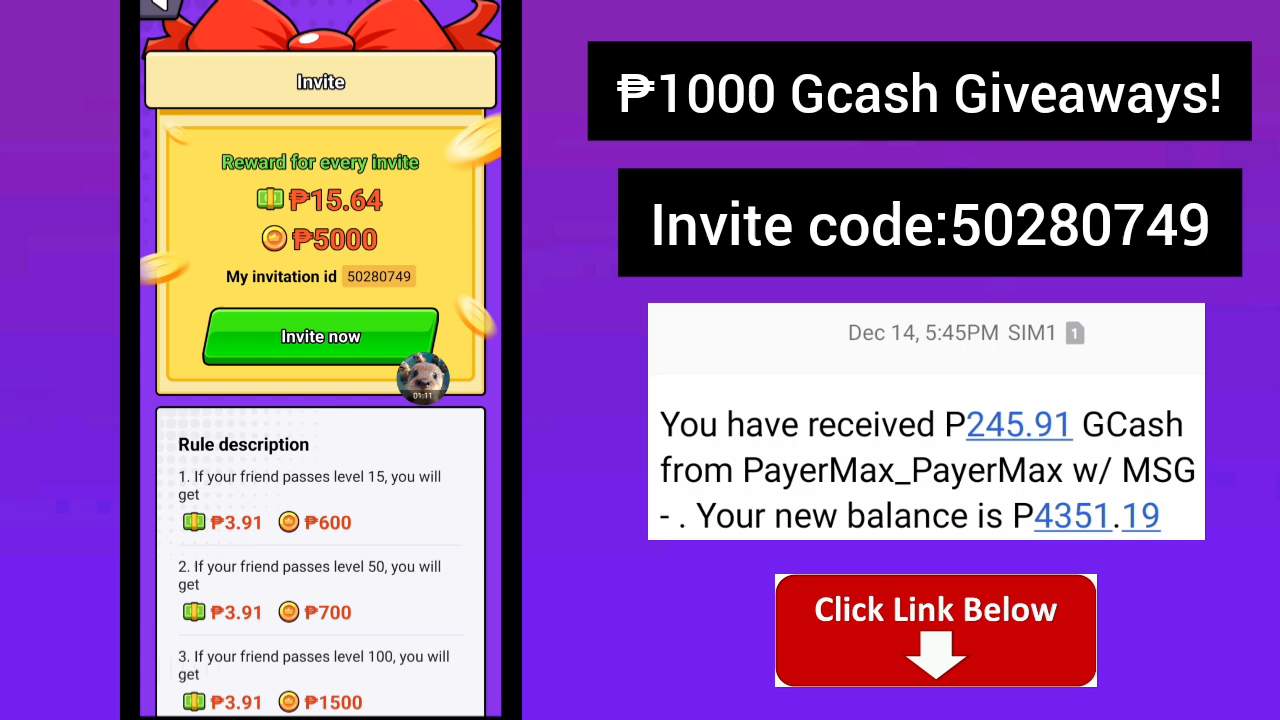 Invite
Reward for every invite
₱15.64
₱5000
My invitation id 50280749
Invite now
01:11
Rule description
1. If your friend passes level 15, you will
get
₱3.91 ₱600
2. If your friend passes level 50, you will
get
₱3.91 ₱700
3. If your friend passes level 100, you will
get
₱3.91 ₱1500
₱1000 Gcash Giveaways!
Invite code:50280749
Dec 14, 5:45PM SIM1 1
You have received P245.91 GCash
from PayerMax_PayerMax w/ MSG
- . Your new balance is P4351.19
Click Link Below